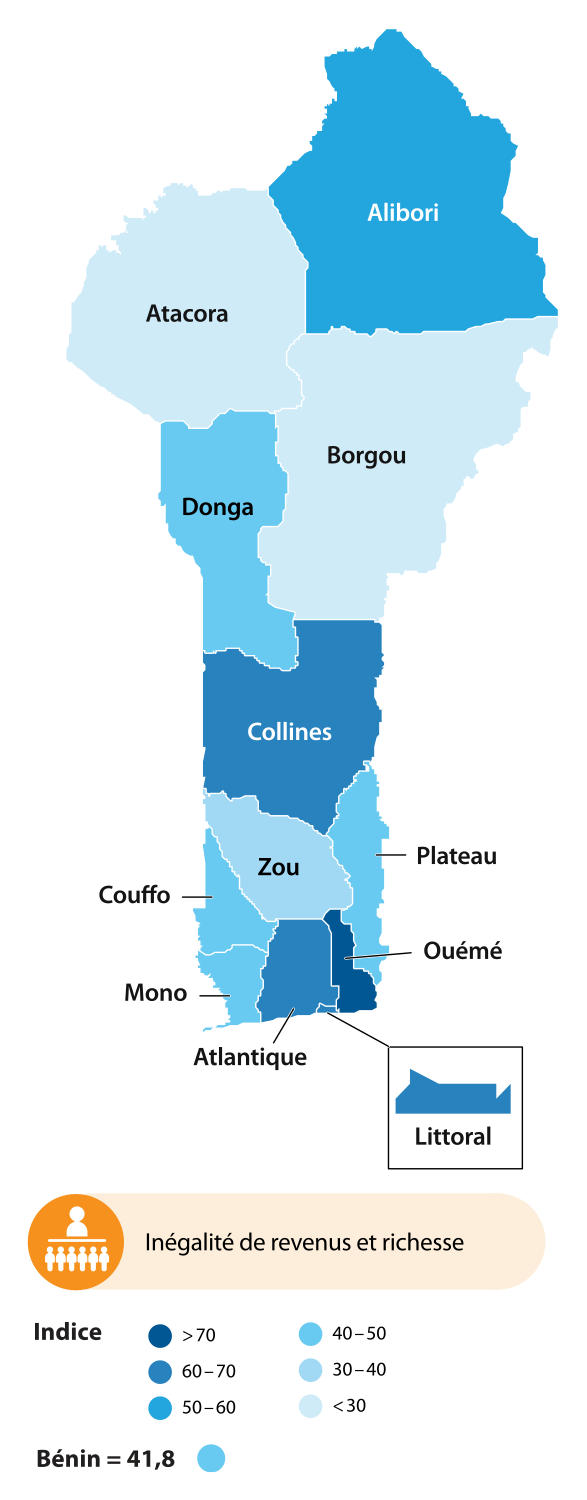 Alibori
Atacora
Borgou
Donga
Collines
Plateau
Zou
Couffo
Ouémé
Mono
Atlantique
Littoral
Inégalité de revenus et richesse
Indice
>70
60–70
50–60
40–50
30–40
<30
Bénin = 41,8